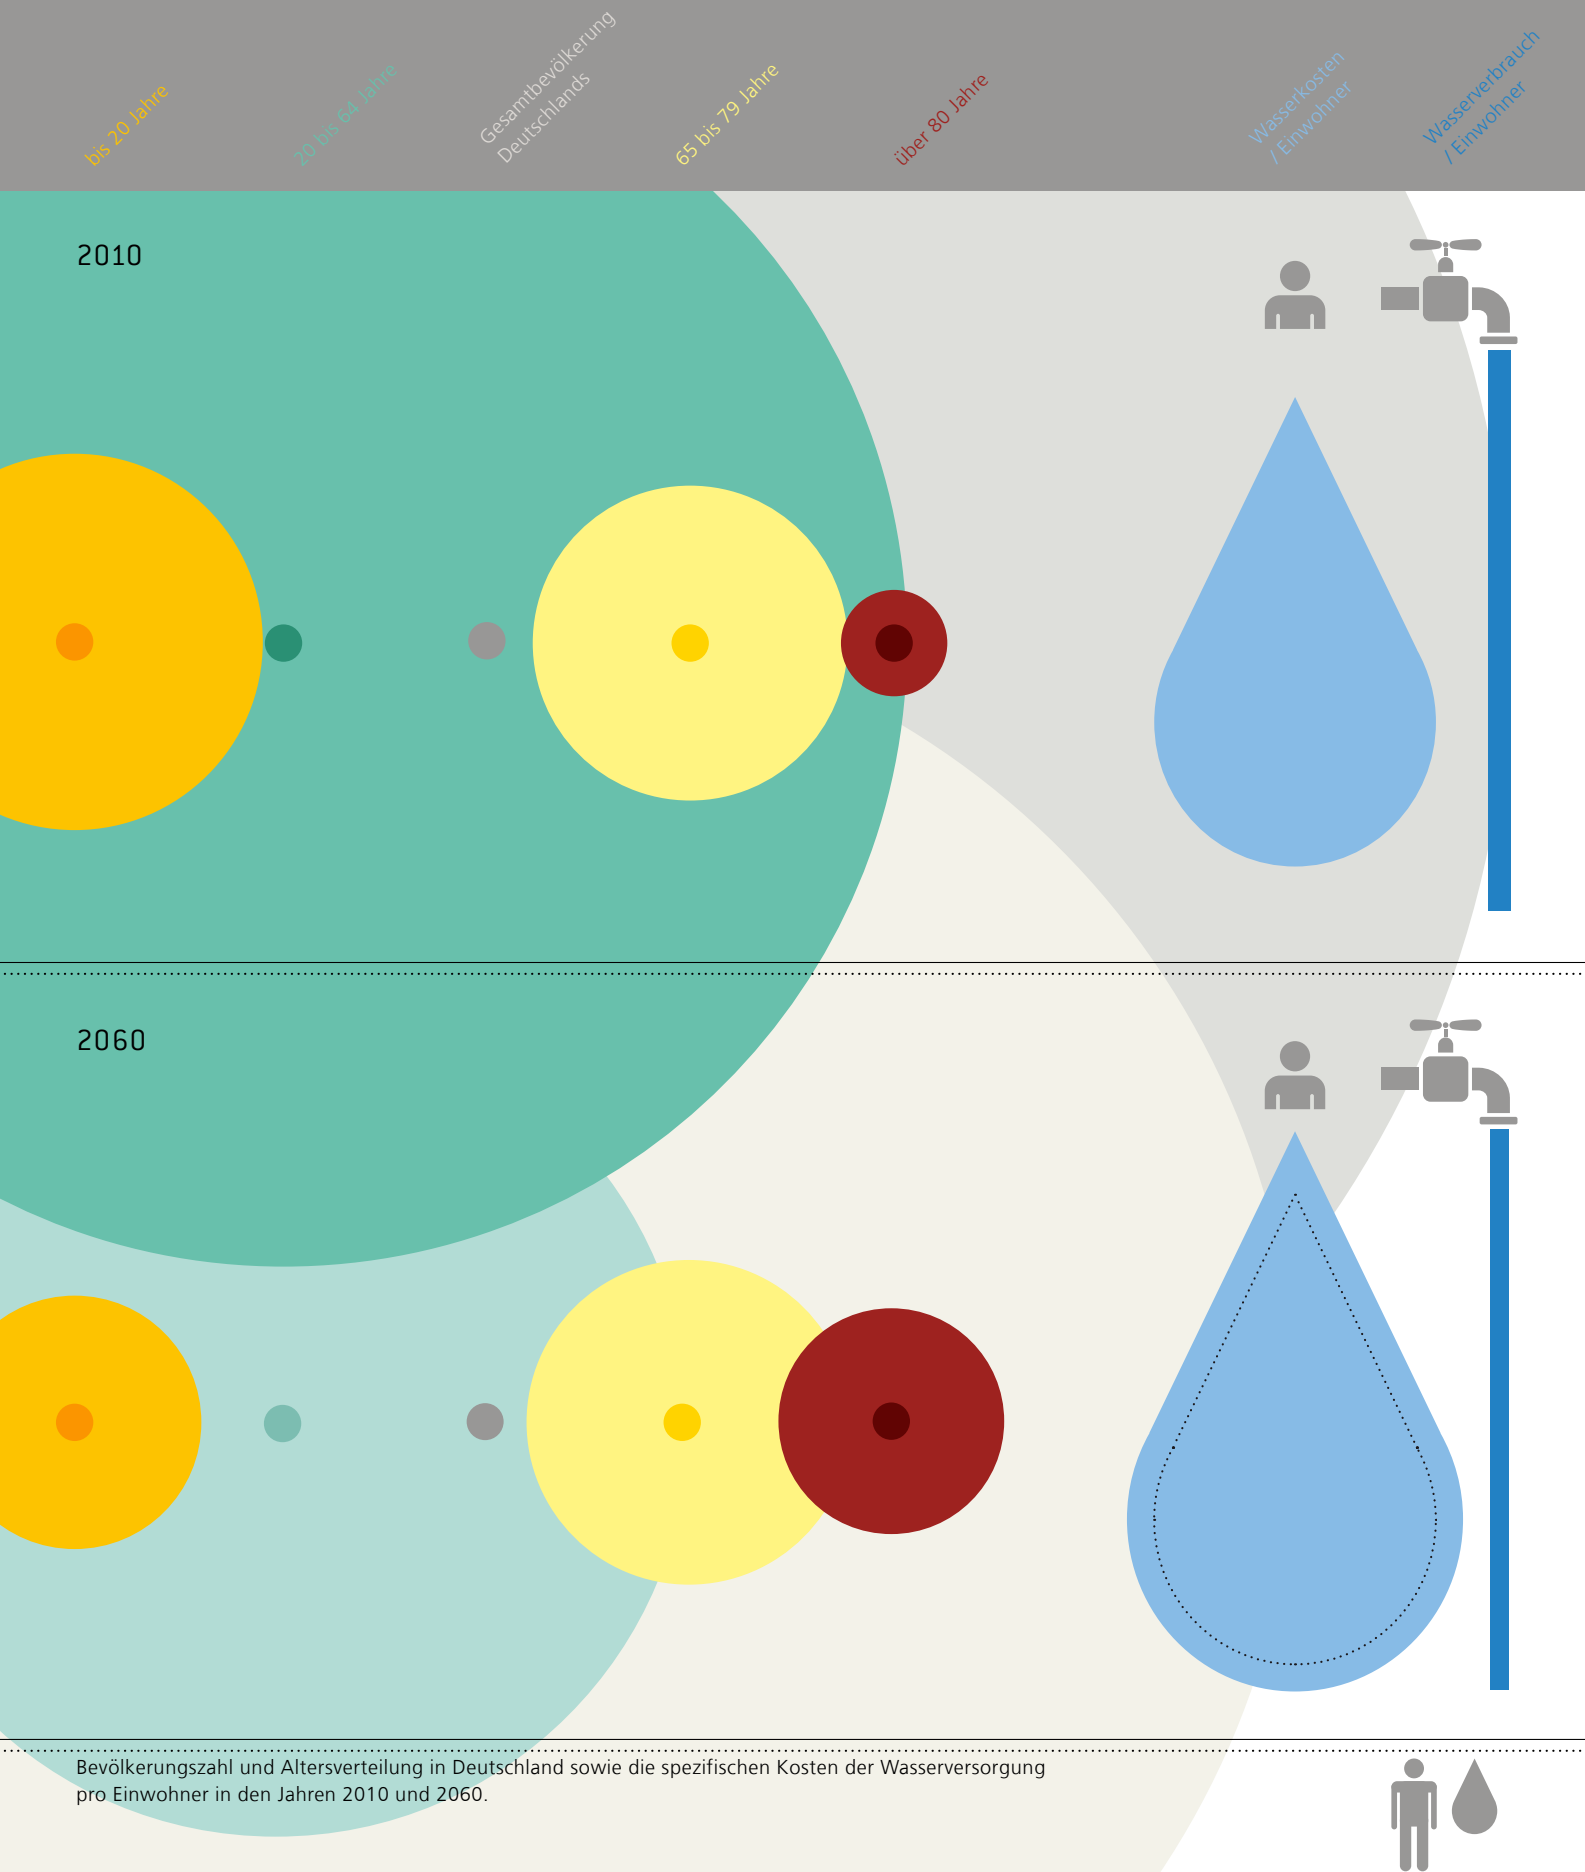 bis 20 Jahre
20 bis 64 Jahre
Gesamtbevölkerung
Deutschlands
65 bis 79 Jahre
über 80 Jahre
Wasserkosten
/ Einwohner
Wasserverbrauch
/ Einwohner
2010
2060
Bevölkerungszahl und Altersverteilung in Deutschland sowie die spezifischen Kosten der Wasserversorgung
pro Einwohner in den Jahren 2010 und 2060.